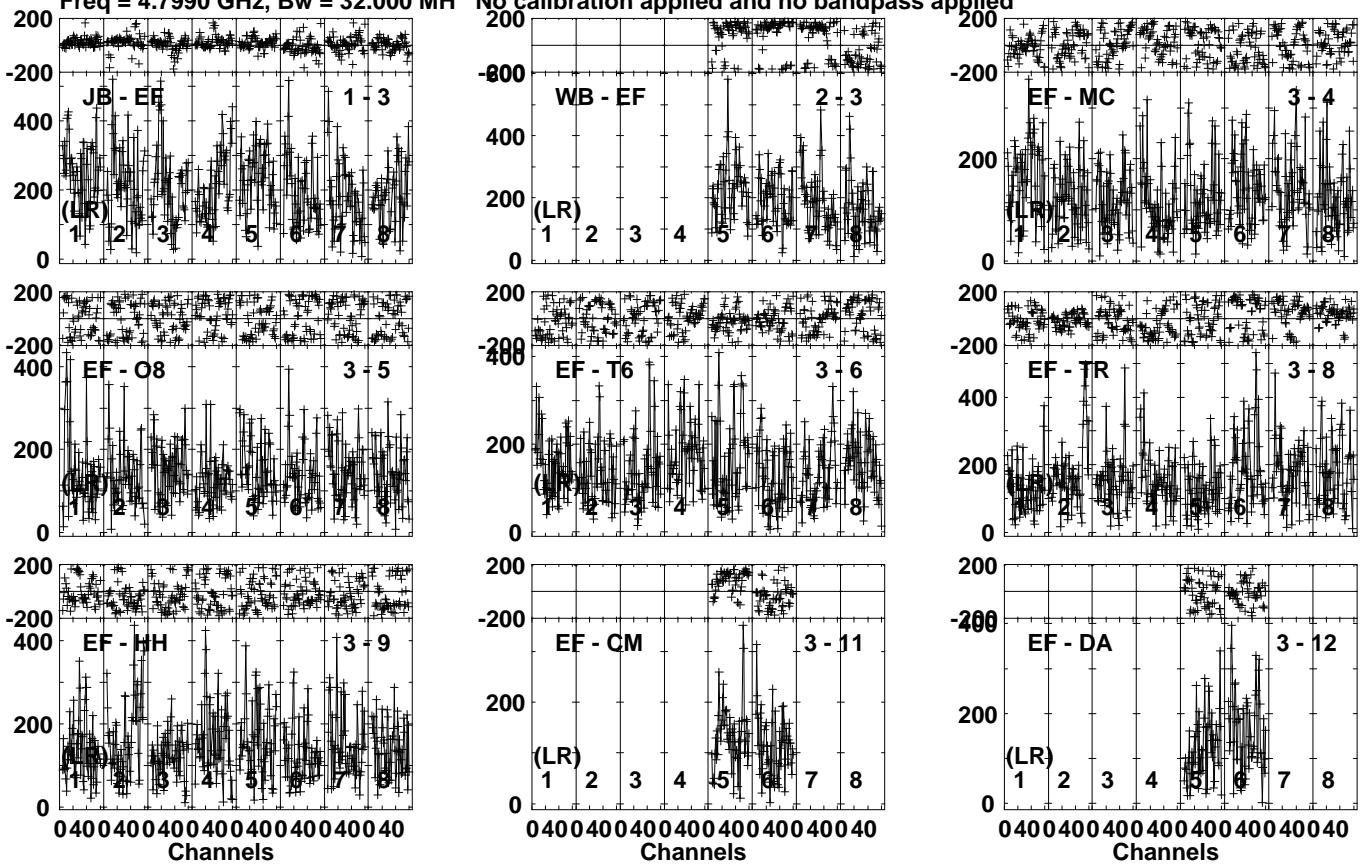 Freq = 4.7990 GHz, Bw = 32.000 MH No calibration applied and no bandpass applied
200
-200
JB - EF 1 - 3
400
200
(LR)
1 2 3 4 5 6 7 8
0
200
-200
600
WB - EF 2 - 3
400
200
(LR)
1 2 3 4 5 6 7 8
0
200
-200
EF - MC 3 - 4
200
(LR)
1 2 3 4 5 6 7 8
0
200
-200
400
EF - O8 3 - 5
200
(LR)
1 2 3 4 5 6 7 8
0
200
-200
400
EF - T6 3 - 6
200
(LR)
1 2 3 4 5 6 7 8
0
200
-200
EF - TR 3 - 8
400
200
(LR)
1 2 3 4 5 6 7 8
0
200
-200
400
EF - HH 3 - 9
200
(LR)
1 2 3 4 5 6 7 8
0
0 40 0 40 0 40 0 40 0 40 0 40 0 40 0 40
Channels
200
-200
EF - CM 3 - 11
200
(LR)
1 2 3 4 5 6 7 8
0
0 40 0 40 0 40 0 40 0 40 0 40 0 40 0 40
Channels
200
-200
400
EF - DA 3 - 12
200
(LR)
1 2 3 4 5 6 7 8
0
0 40 0 40 0 40 0 40 0 40 0 40 0 40 0 40
Channels